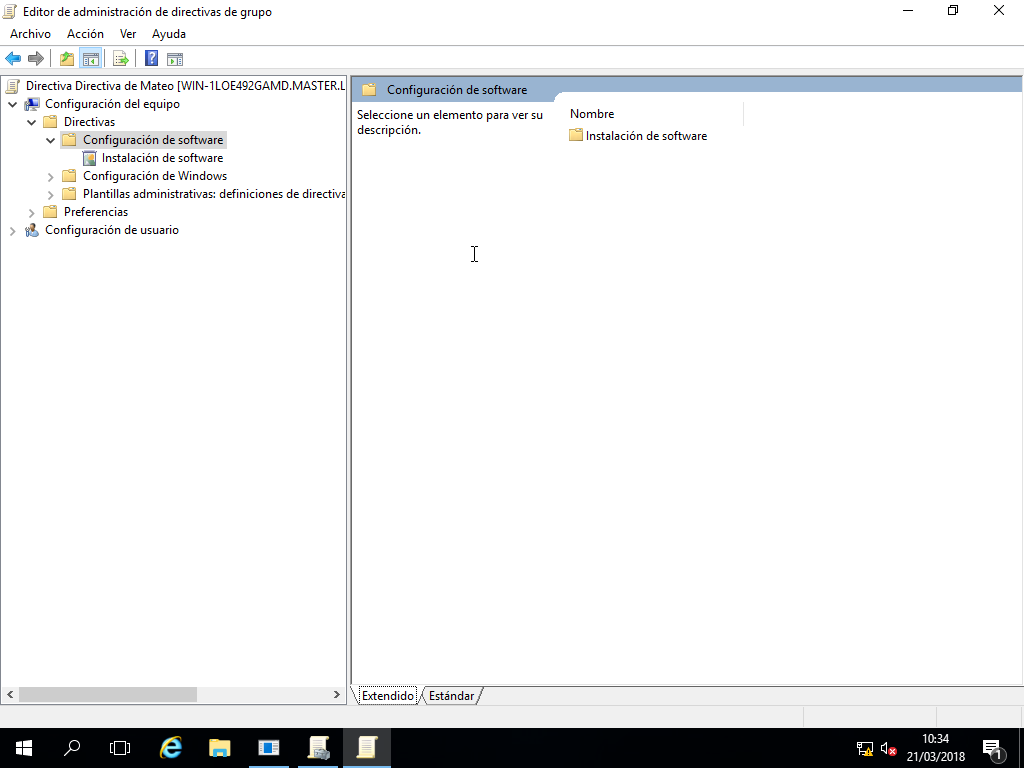 Editor de administración de directivas de grupo
Archivo Acción Ver Ayuda
Directiva Directiva de Mateo [WIN-1LOE492GAMD.MASTER.L
Configuración del equipo
Directivas
Configuración de software
Instalación de software
Configuración de Windows
Plantillas administrativas: definiciones de directiva
Preferencias
Configuración de usuario
Configuración de software
Seleccione un elemento para ver su
descripción.
Nombre
Instalación de software
Extendido Estándar
10:34
21/03/2018
1